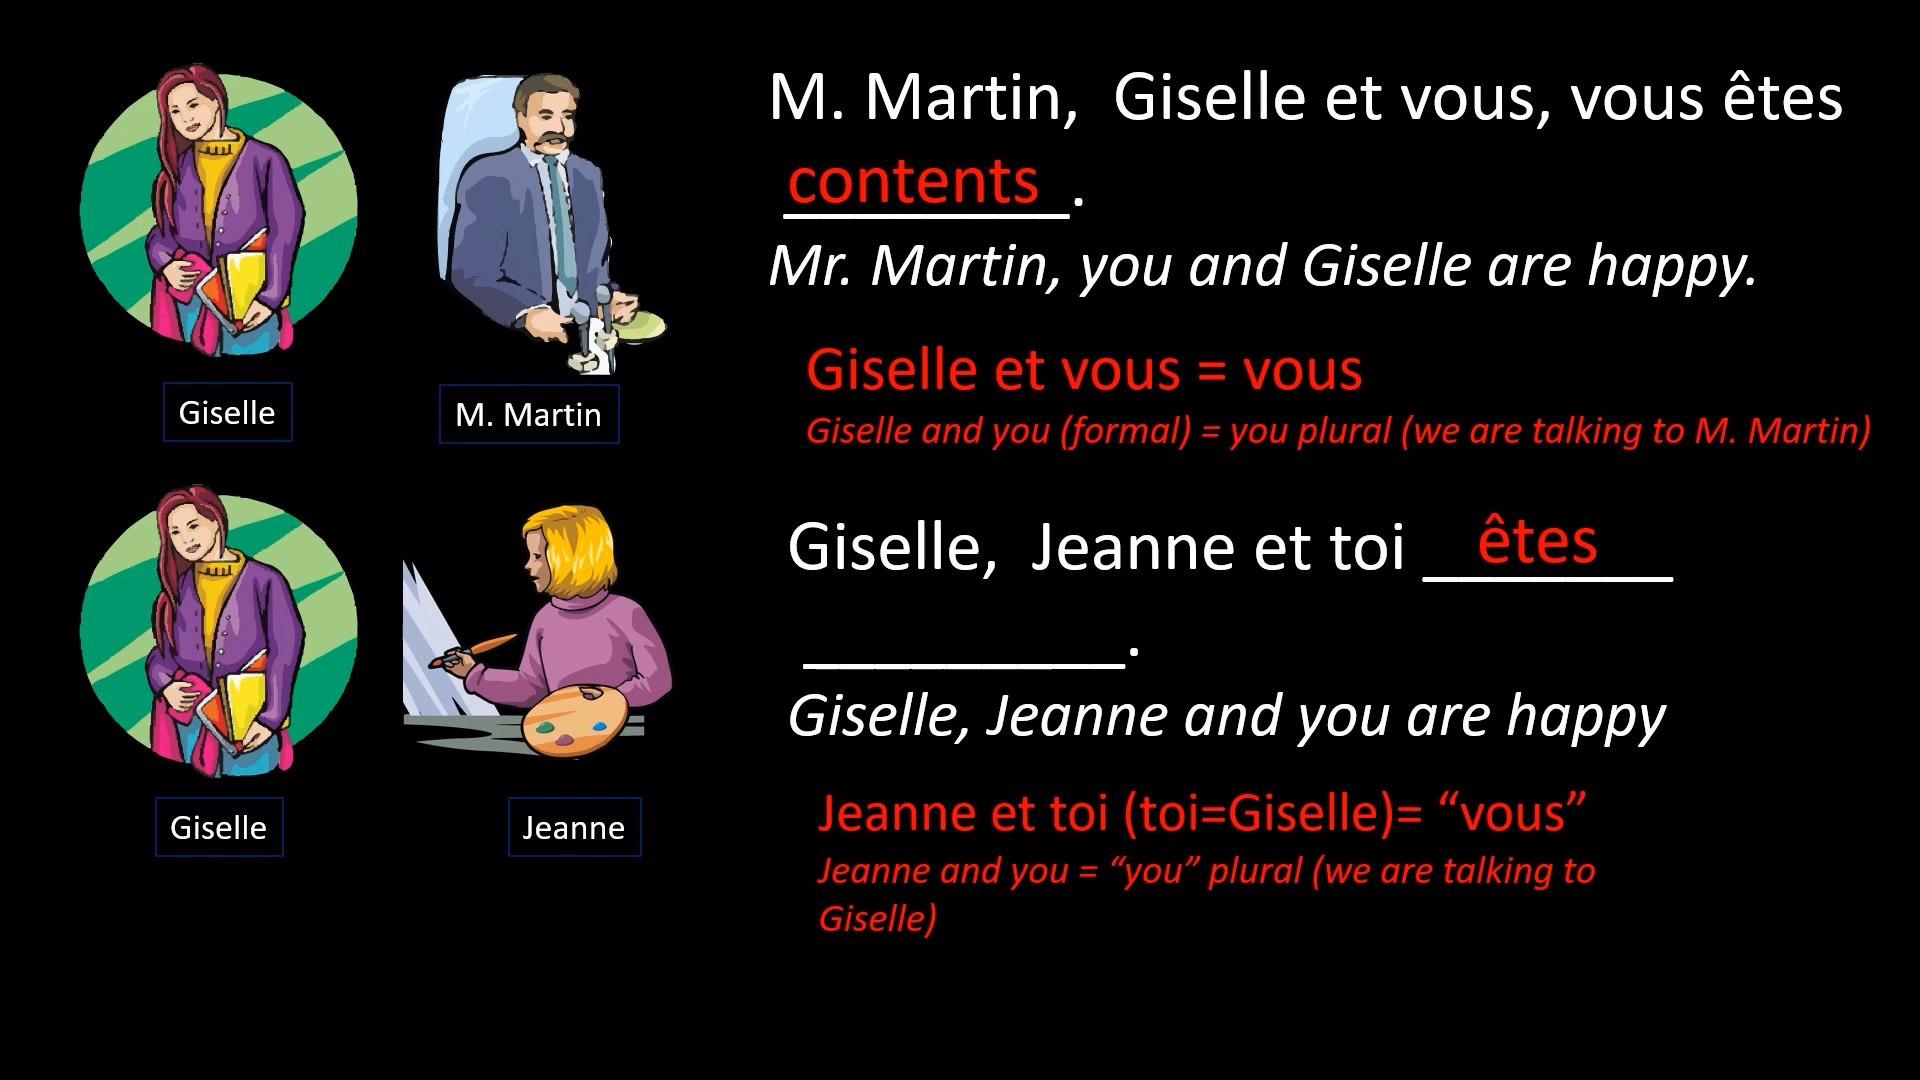 M. Martin, Giselle et vous, vous êtes
contents.
Mr. Martin, you and Giselle are happy.
Giselle et vous = vous
Giselle and you (formal) = you plural (we are talking to M. Martin)
Giselle
M. Martin
Giselle, Jeanne et toi êtes
_________.
Giselle, Jeanne and you are happy
Jeanne et toi (toi=Giselle)= “vous”
Jeanne and you = “you” plural (we are talking to
Giselle)
Giselle
Jeanne